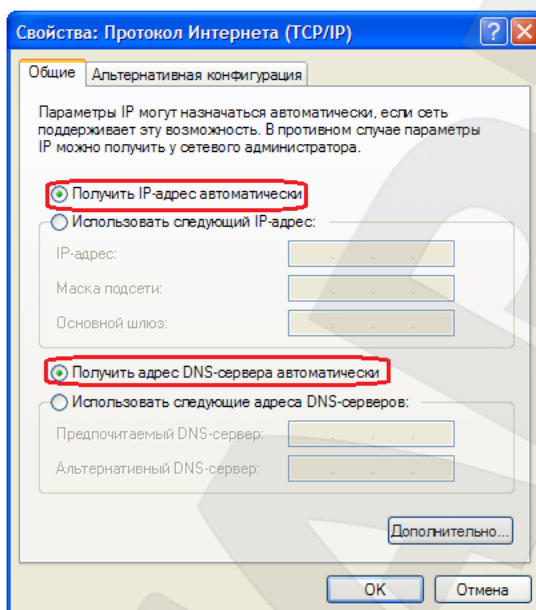 Свойства: Протокол Интернета (TCP/IP)
Общие
Альтернативная конфигурация
Параметры IP могут назначаться автоматически, если сеть
поддерживает эту возможность. В противном случае параметры
IP можно получить у сетевого администратора.
Получить IP-адрес автоматически
Использовать следующий IP-адрес:
IP-адрес:
Маска подсети:
Основной шлюз:
Получить адрес DNS-сервера автоматически
Использовать следующие адреса DNS-серверов:
Предпочитаемый DNS-сервер:
Альтернативный DNS-сервер:
Дополнительно...
OK
Отмена